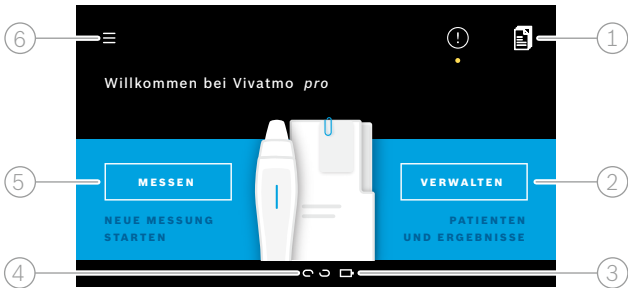 6
1
Willkommen bei Vivatmo pro
5
MESSEN
VERWALTEN
2
NEUE MESSUNG
STARTEN
PATIENTEN
UND ERGEBNISSE
4
3